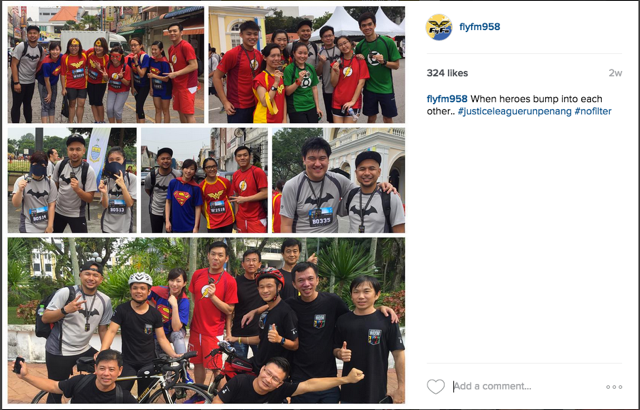 flyfm958
324 likes
2w
flyfm958 When heroes bump into each
other.. #justiceleaguerunpenang #nofilter
Add a comment...